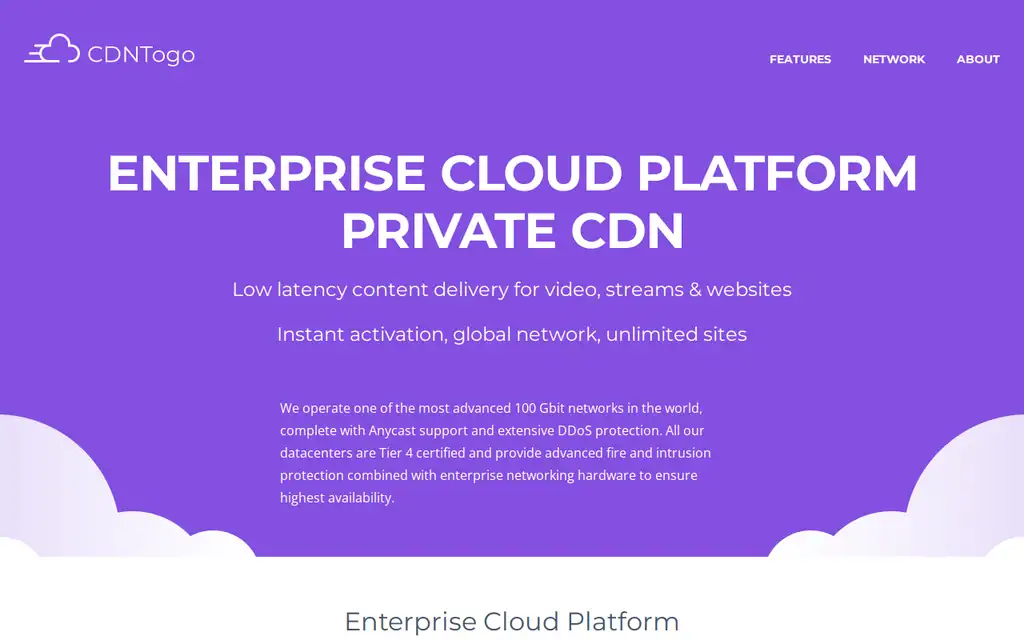 CDNTogo
FEATURES
NETWORK
ABOUT
ENTERPRISE CLOUD PLATFORM
PRIVATE CDN
Low latency content delivery for video, streams & websites
Instant activation, global network, unlimited sites
We operate one of the most advanced 100 Gbit networks in the world,
complete with Anycast support and extensive DDoS protection. All our
datacenters are Tier 4 certified and provide advanced fire and intrusion
protection combined with enterprise networking hardware to ensure
highest availability.
Enterprise Cloud Platform